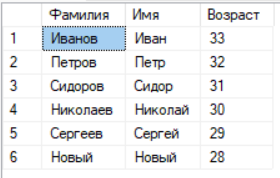 Фамилия Имя Возраст
1 Иванов Иван 33
2 Петров Петр 32
3 Сидоров Сидор 31
4 Николаев Николай 30
5 Сергеев Сергей 29
6 Новый Новый 28